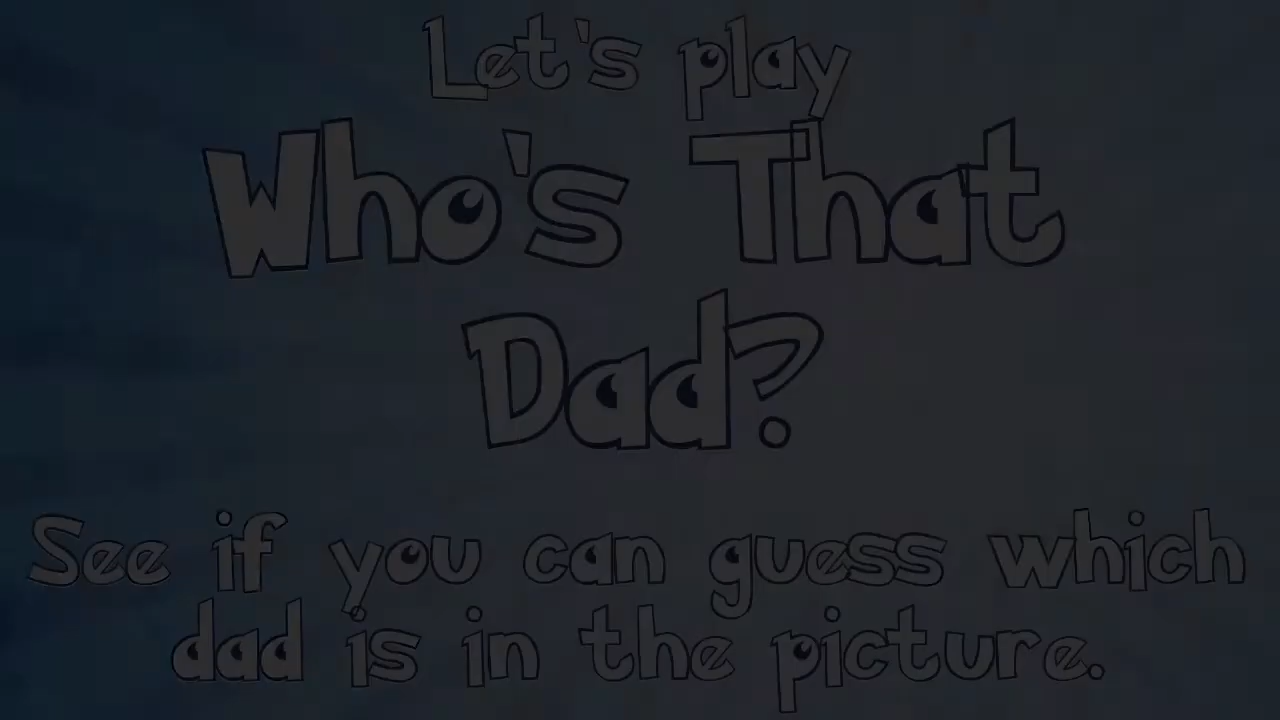 Let's play
Who's That
Dad?
See if you can guess which
dad is in the picture.